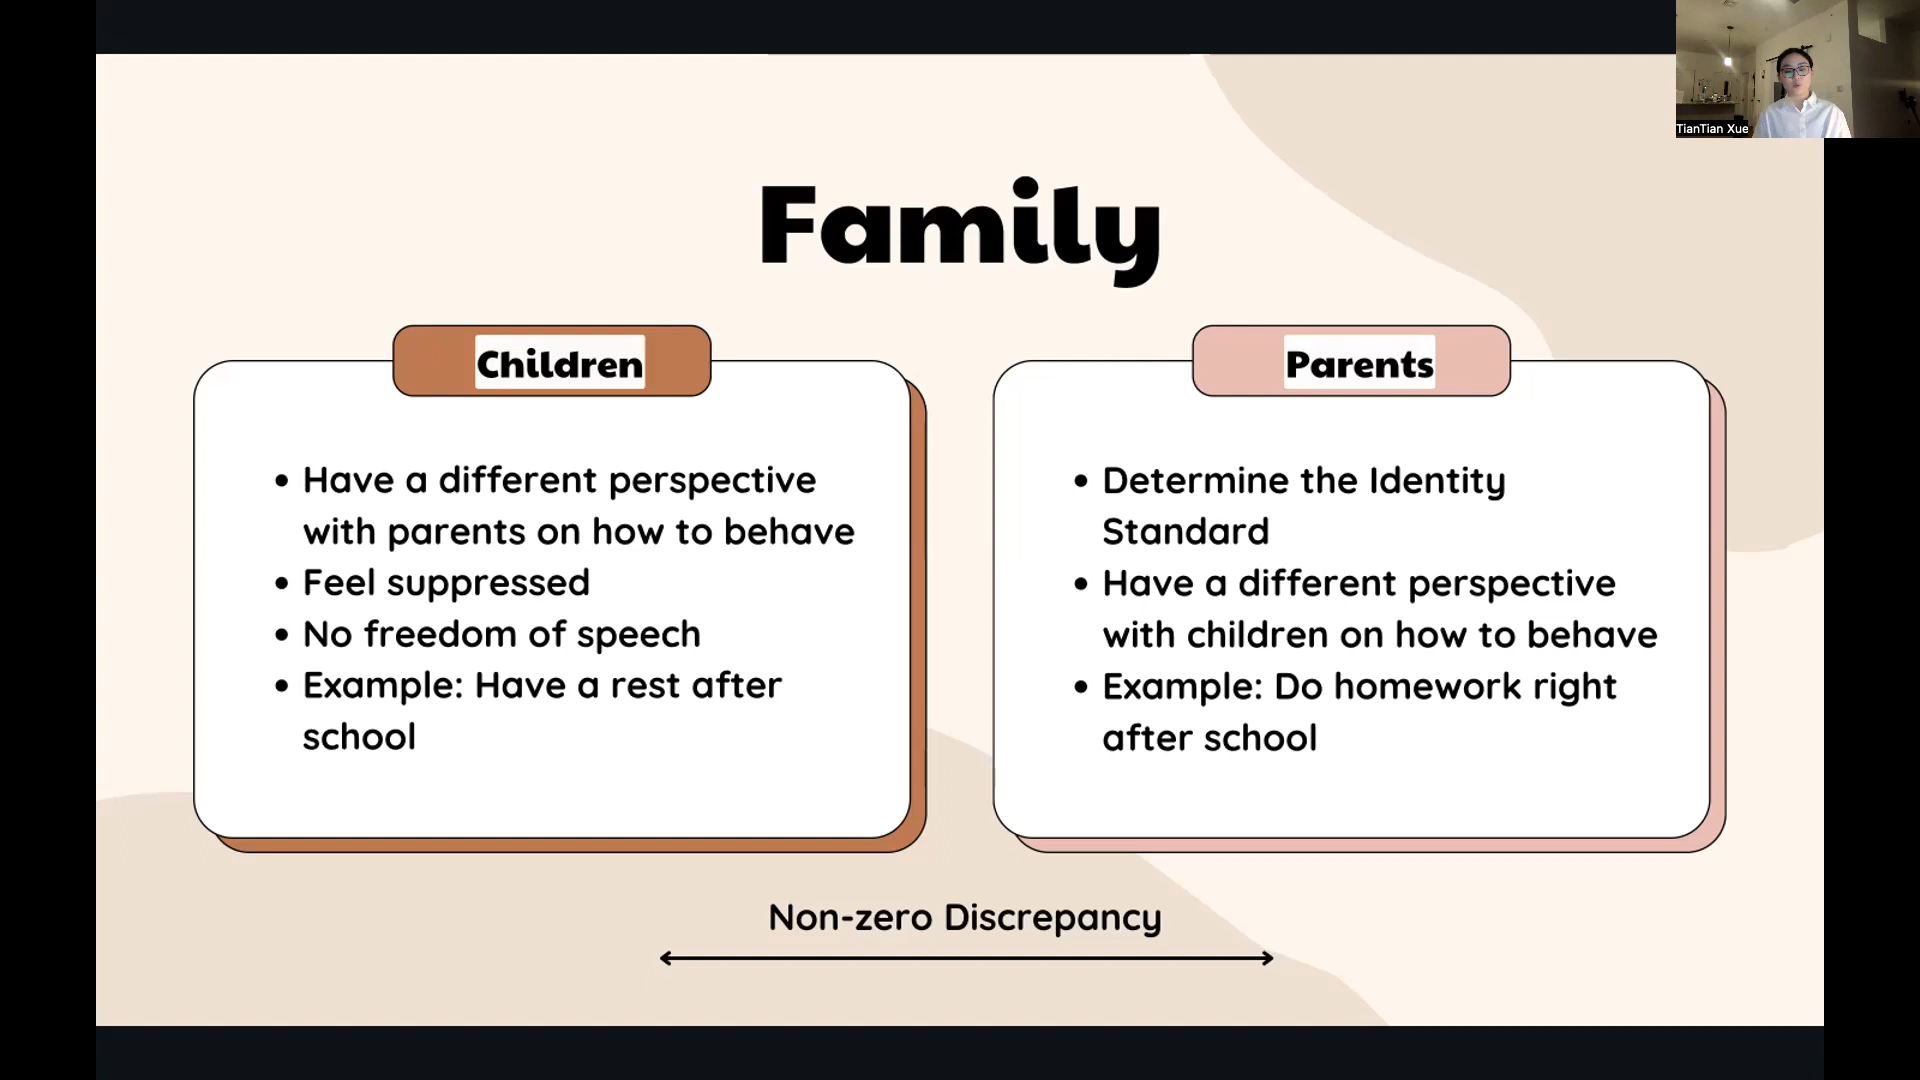 TianTian Xue
Family
Children
• Have a different perspective
with parents on how to behave
• Feel suppressed
• No freedom of speech
• Example: Have a rest after
school
Parents
• Determine the Identity
Standard
• Have a different perspective
with children on how to behave
• Example: Do homework right
after school
Non-zero Discrepancy